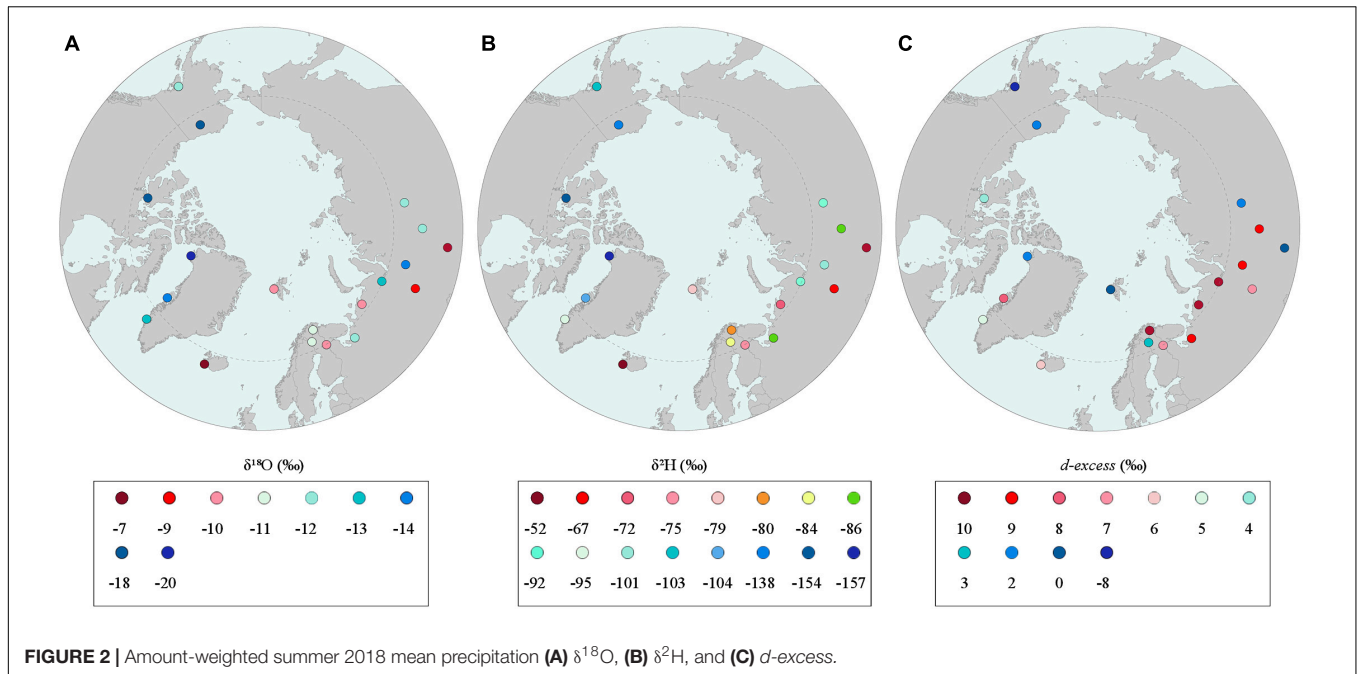 A B C
δ¹⁸O (‰) δ²H (‰) d-excess (‰)
-7 -9 -10 -11 -12 -13 -14
-18 -20
-52 -67 -72 -75 -79 -80 -84 -86
-92 -95 -101 -103 -104 -138 -154 -157
10 9 8 7 6 5 4
3 2 0 -8
FIGURE 2 | Amount-weighted summer 2018 mean precipitation (A) δ¹⁸O, (B) δ²H, and (C) d-excess.